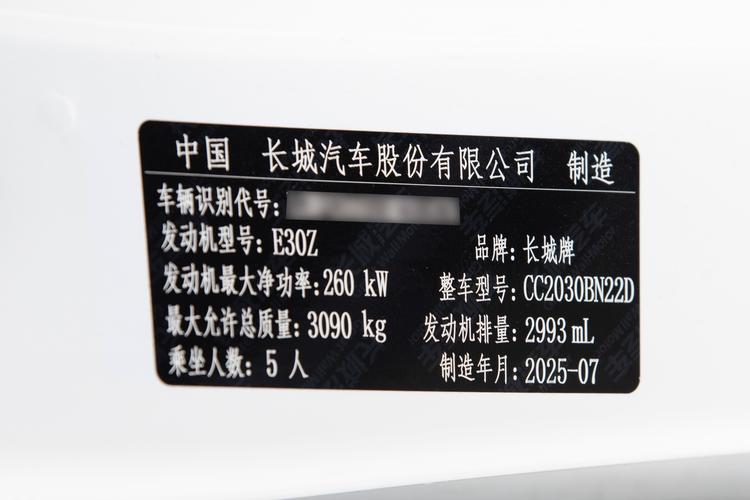 中国 长城汽车股份有限公司 制造
车辆识别代号:
发动机型号: E30Z
品牌: 长城牌
发动机最大净功率: 260 kW
整车型号: CC2030BN22D
最大允许总质量: 3090 kg
发动机排量: 2993 mL
乘坐人数: 5 人
制造年月: 2025-07